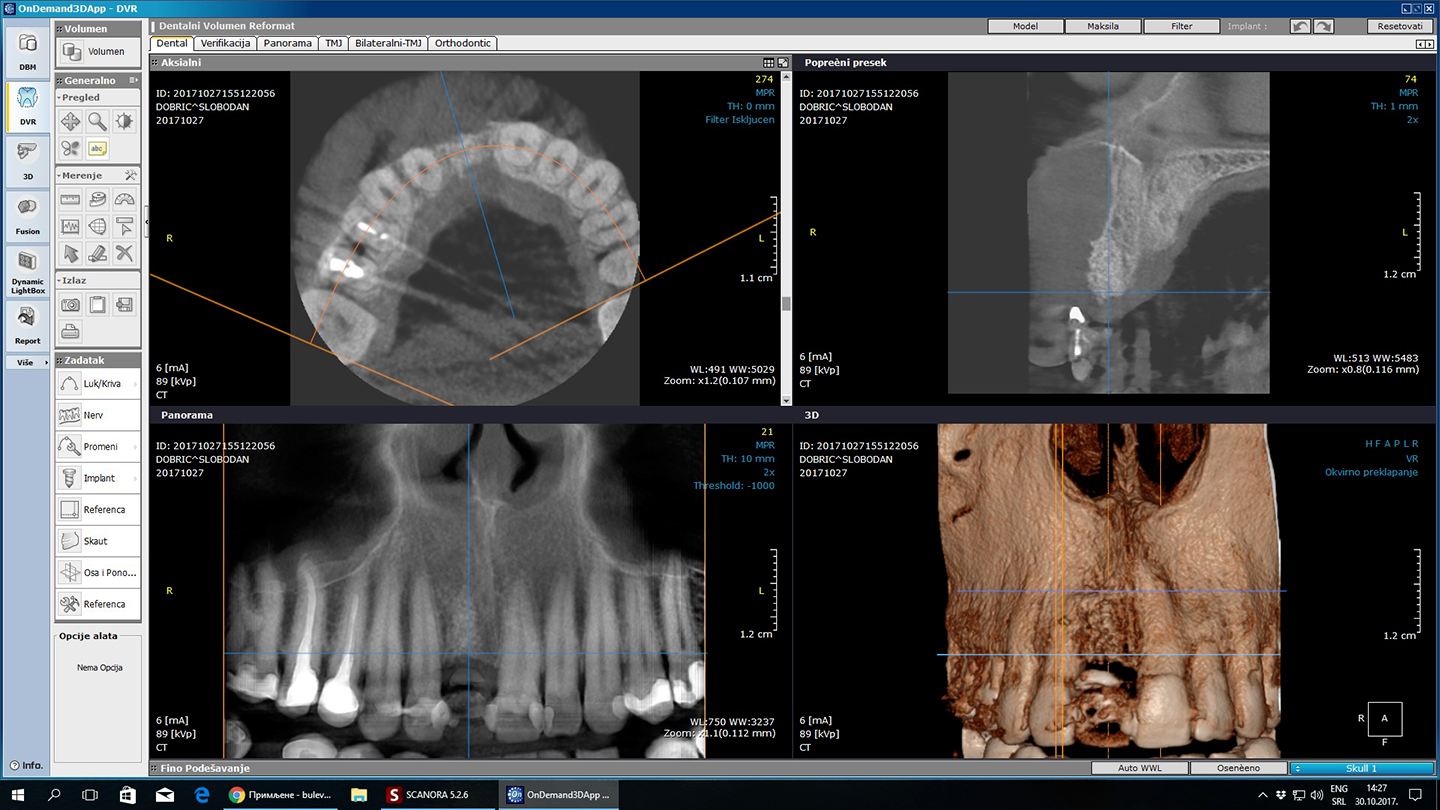 OnDemand3DApp - DVR
DBM
DVR
3D
Fusion
Dynamic
LightBox
Report
Više
Info.
Volumen
Volumen
Generalno
Pregled
abc
Merenje
Izlaz
Zadatak
Luk/Kriva
Nerv
Promeni
Implant
Referenca
Skaut
Osa i Pono...
Referenca
Opcije alata
Nema Opcija
Dentalni Volumen Reformat
Model
Maksila
Filter
Implant :
Resetovati
Dental
Verifikacija
Panorama
TMJ
Bilateralni-TMJ
Orthodontic
Aksialni
ID: 20171027155122056
DOBRIC^SLOBODAN
20171027
274
MPR
TH: 0 mm
Filter Iskljucen
R
L
1.1 cm
6 [mA]
89 [kVp]
CT
WL:491 WW:5029
Zoom: x1.2(0.107 mm)
Popreèni presek
ID: 20171027155122056
DOBRIC^SLOBODAN
20171027
74
MPR
TH: 1 mm
2x
R
L
1.2 cm
6 [mA]
89 [kVp]
CT
WL:513 WW:5483
Zoom: x0.8(0.116 mm)
Panorama
ID: 20171027155122056
DOBRIC^SLOBODAN
20171027
21
MPR
TH: 10 mm
2x
Threshold: -1000
R
L
1.2 cm
6 [mA]
89 [kVp]
CT
WL:750 WW:3237
Zoom: x1.1(0.112 mm)
3D
ID: 20171027155122056
DOBRIC^SLOBODAN
20171027
H F A P L R
VR
Okvirno preklapanje
1.2 cm
6 [mA]
89 [kVp]
CT
R
A
F
Fino Podešavanje
Auto WWL
Osenèeno
Skull 1
Примљене - bulev...
S
SCANORA 5.2.6
OnDemand3DApp ...
ENG
SRL
14:27
30.10.2017.